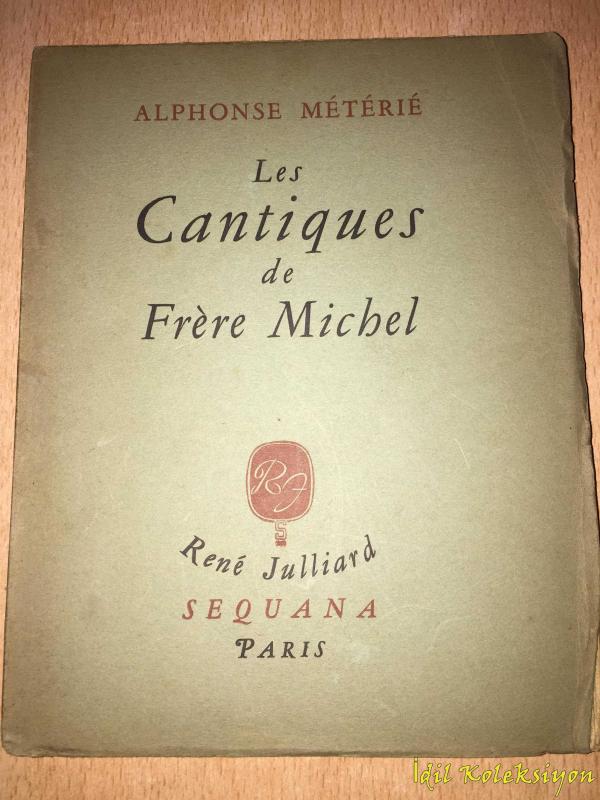 ALPHONSE MÉTÉRIÉ
Les
Cantiques
de
Frère Michel
RJ
S
René Julliard
SEQUANA
PARIS
İdil Koleksiyon